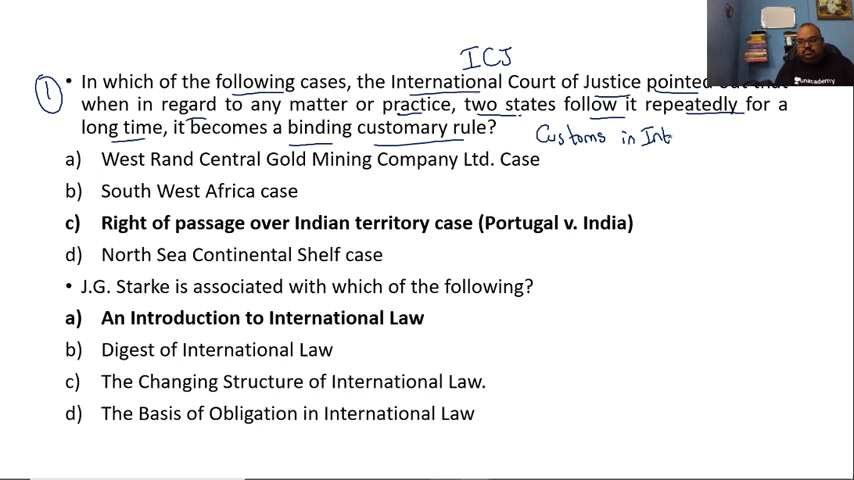 ICJ
① • In which of the following cases, the International Court of Justice pointed out that
when in regard to any matter or practice, two states follow it repeatedly for a
long time, it becomes a binding customary rule?
Customs in Int
a) West Rand Central Gold Mining Company Ltd. Case
b) South West Africa case
c) Right of passage over Indian territory case (Portugal v. India)
d) North Sea Continental Shelf case
• J.G. Starke is associated with which of the following?
a) An Introduction to International Law
b) Digest of International Law
c) The Changing Structure of International Law.
d) The Basis of Obligation in International Law
unacademy